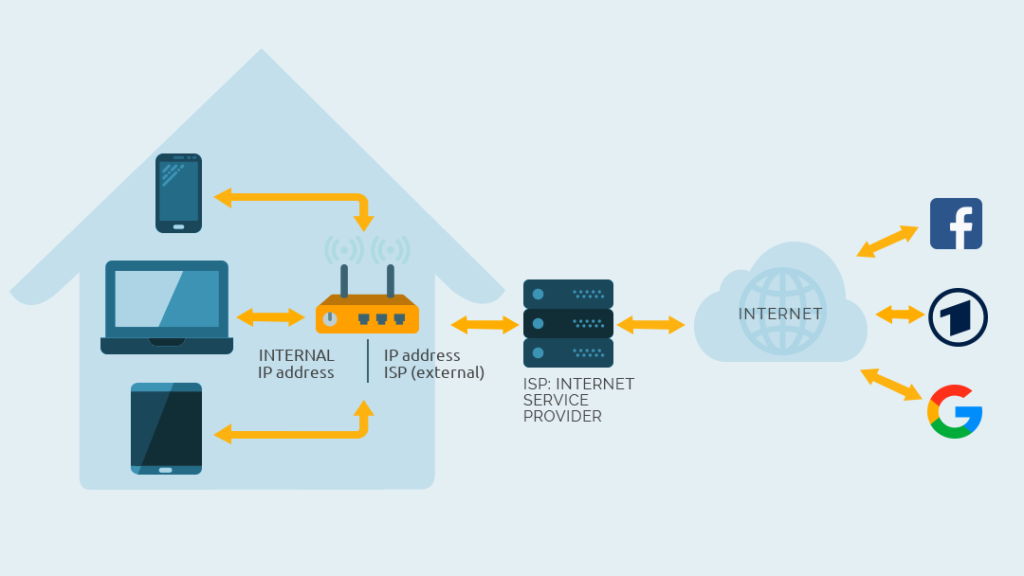 INTERNAL
IP address
IP address
ISP (external)
ISP: INTERNET
SERVICE
PROVIDER
INTERNET